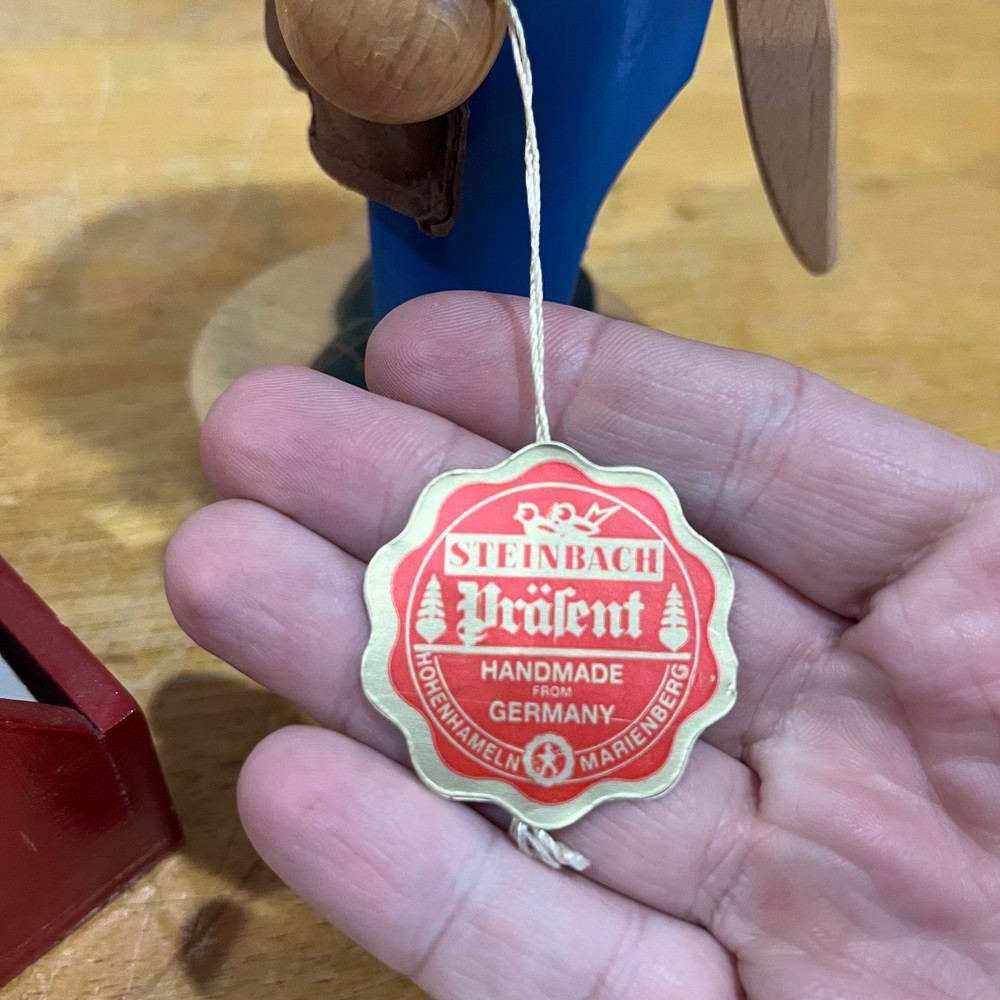 STEINBACH
Präſent
HANDMADE
FROM
GERMANY
HOHENHAMELN MARIENBERG